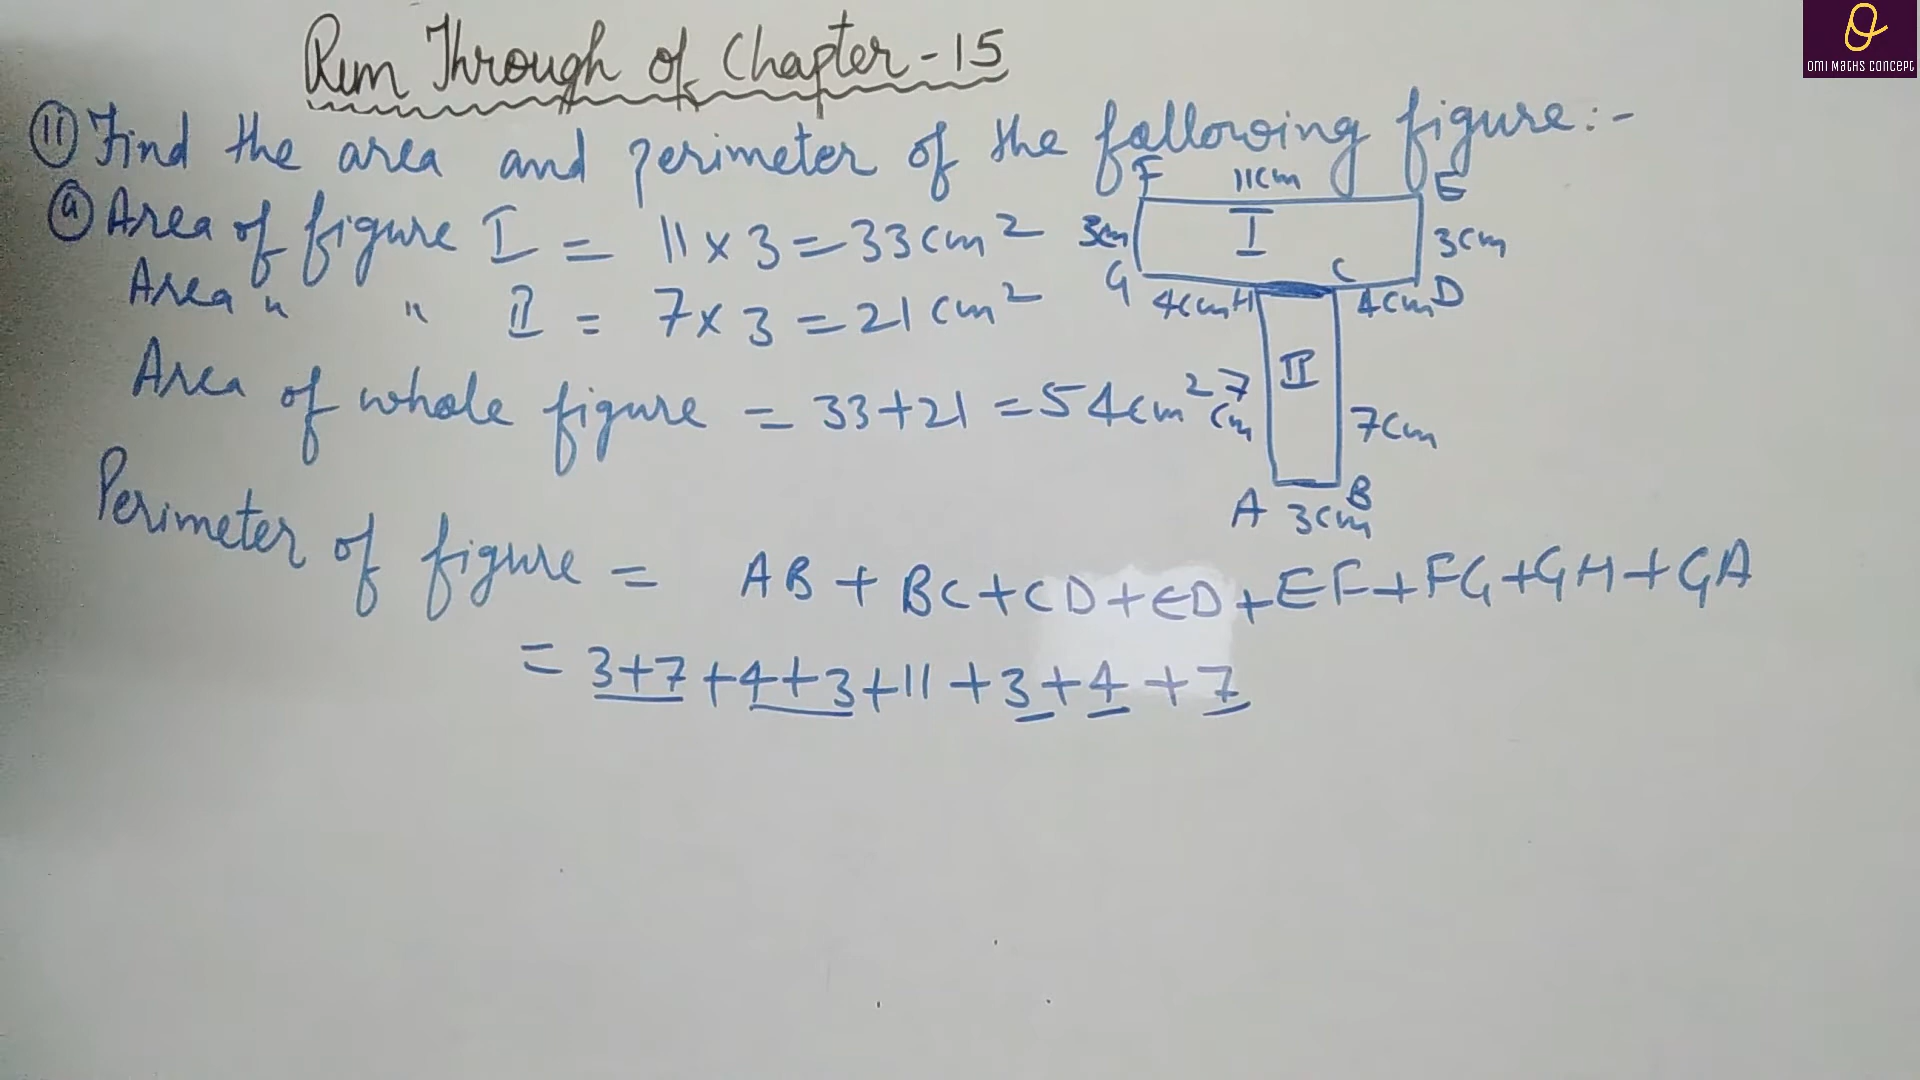 Run Through of Chapter-15
OMI MATHS CONCEPT
(11) Find the area and perimeter of the following figure:-
(a) Area of figure I = 11 x 3 = 33 cm²
Area " " II = 7 x 3 = 21 cm²
Area of whole figure = 33 + 21 = 54 cm²
F 11cm E
3cm I 3cm
G 4cm H C 4cm D
7 cm II 7cm
A 3cm B
Perimeter of figure = AB + BC + CD + ED + EF + FG + GH + GA
= 3+7+4+3+11+3+4+7